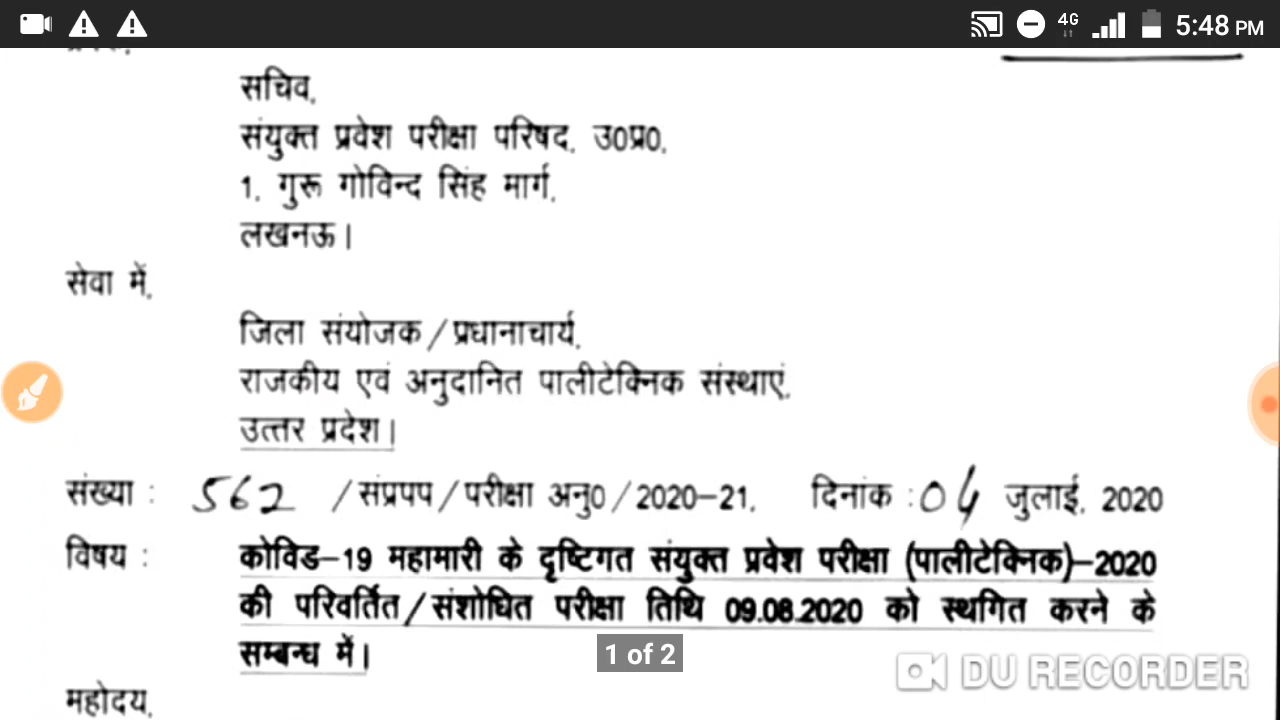 4G 5:48 PM
सचिव,
संयुक्त प्रवेश परीक्षा परिषद, उ0प्र0,
1, गुरू गोविन्द सिंह मार्ग,
लखनऊ।
सेवा में,
जिला संयोजक/प्रधानाचार्य,
राजकीय एवं अनुदानित पालीटेक्निक संस्थाएं,
उत्तर प्रदेश।
संख्या : 562 /संप्रपप/परीक्षा अनु0/2020-21, दिनांक : 04 जुलाई, 2020
विषय : कोविड-19 महामारी के दृष्टिगत संयुक्त प्रवेश परीक्षा (पालीटेक्निक)-2020
की परिवर्तित/संशोधित परीक्षा तिथि 09.08.2020 को स्थगित करने के
सम्बन्ध में।
1 of 2
DU RECORDER
महोदय,